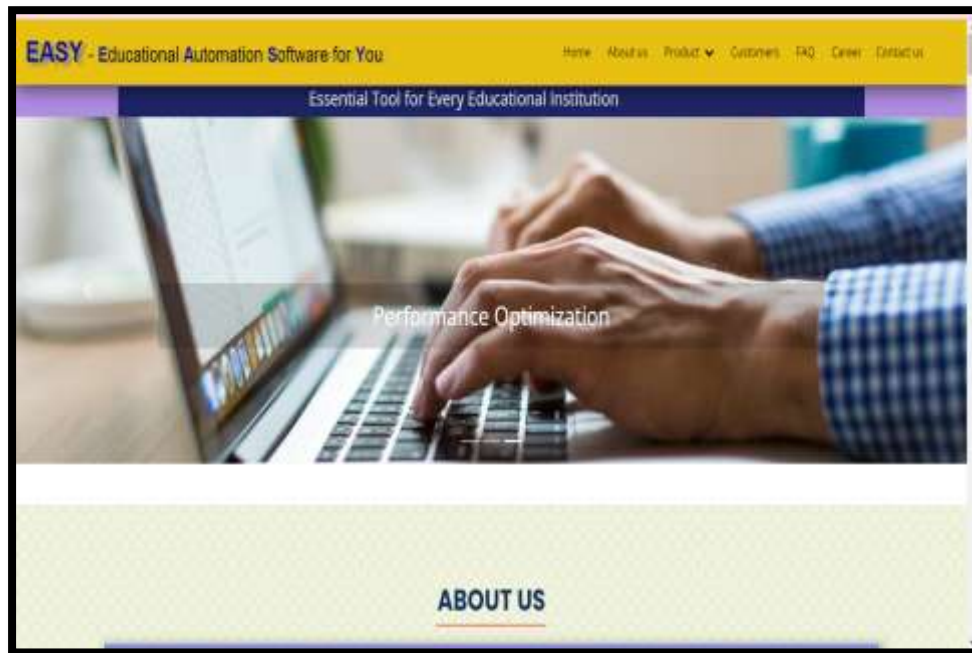 EASY - Educational Automation Software for You
Home About us Product Customers FAQ Career Contact us
Essential Tool for Every Educational Institution
Performance Optimization
ABOUT US